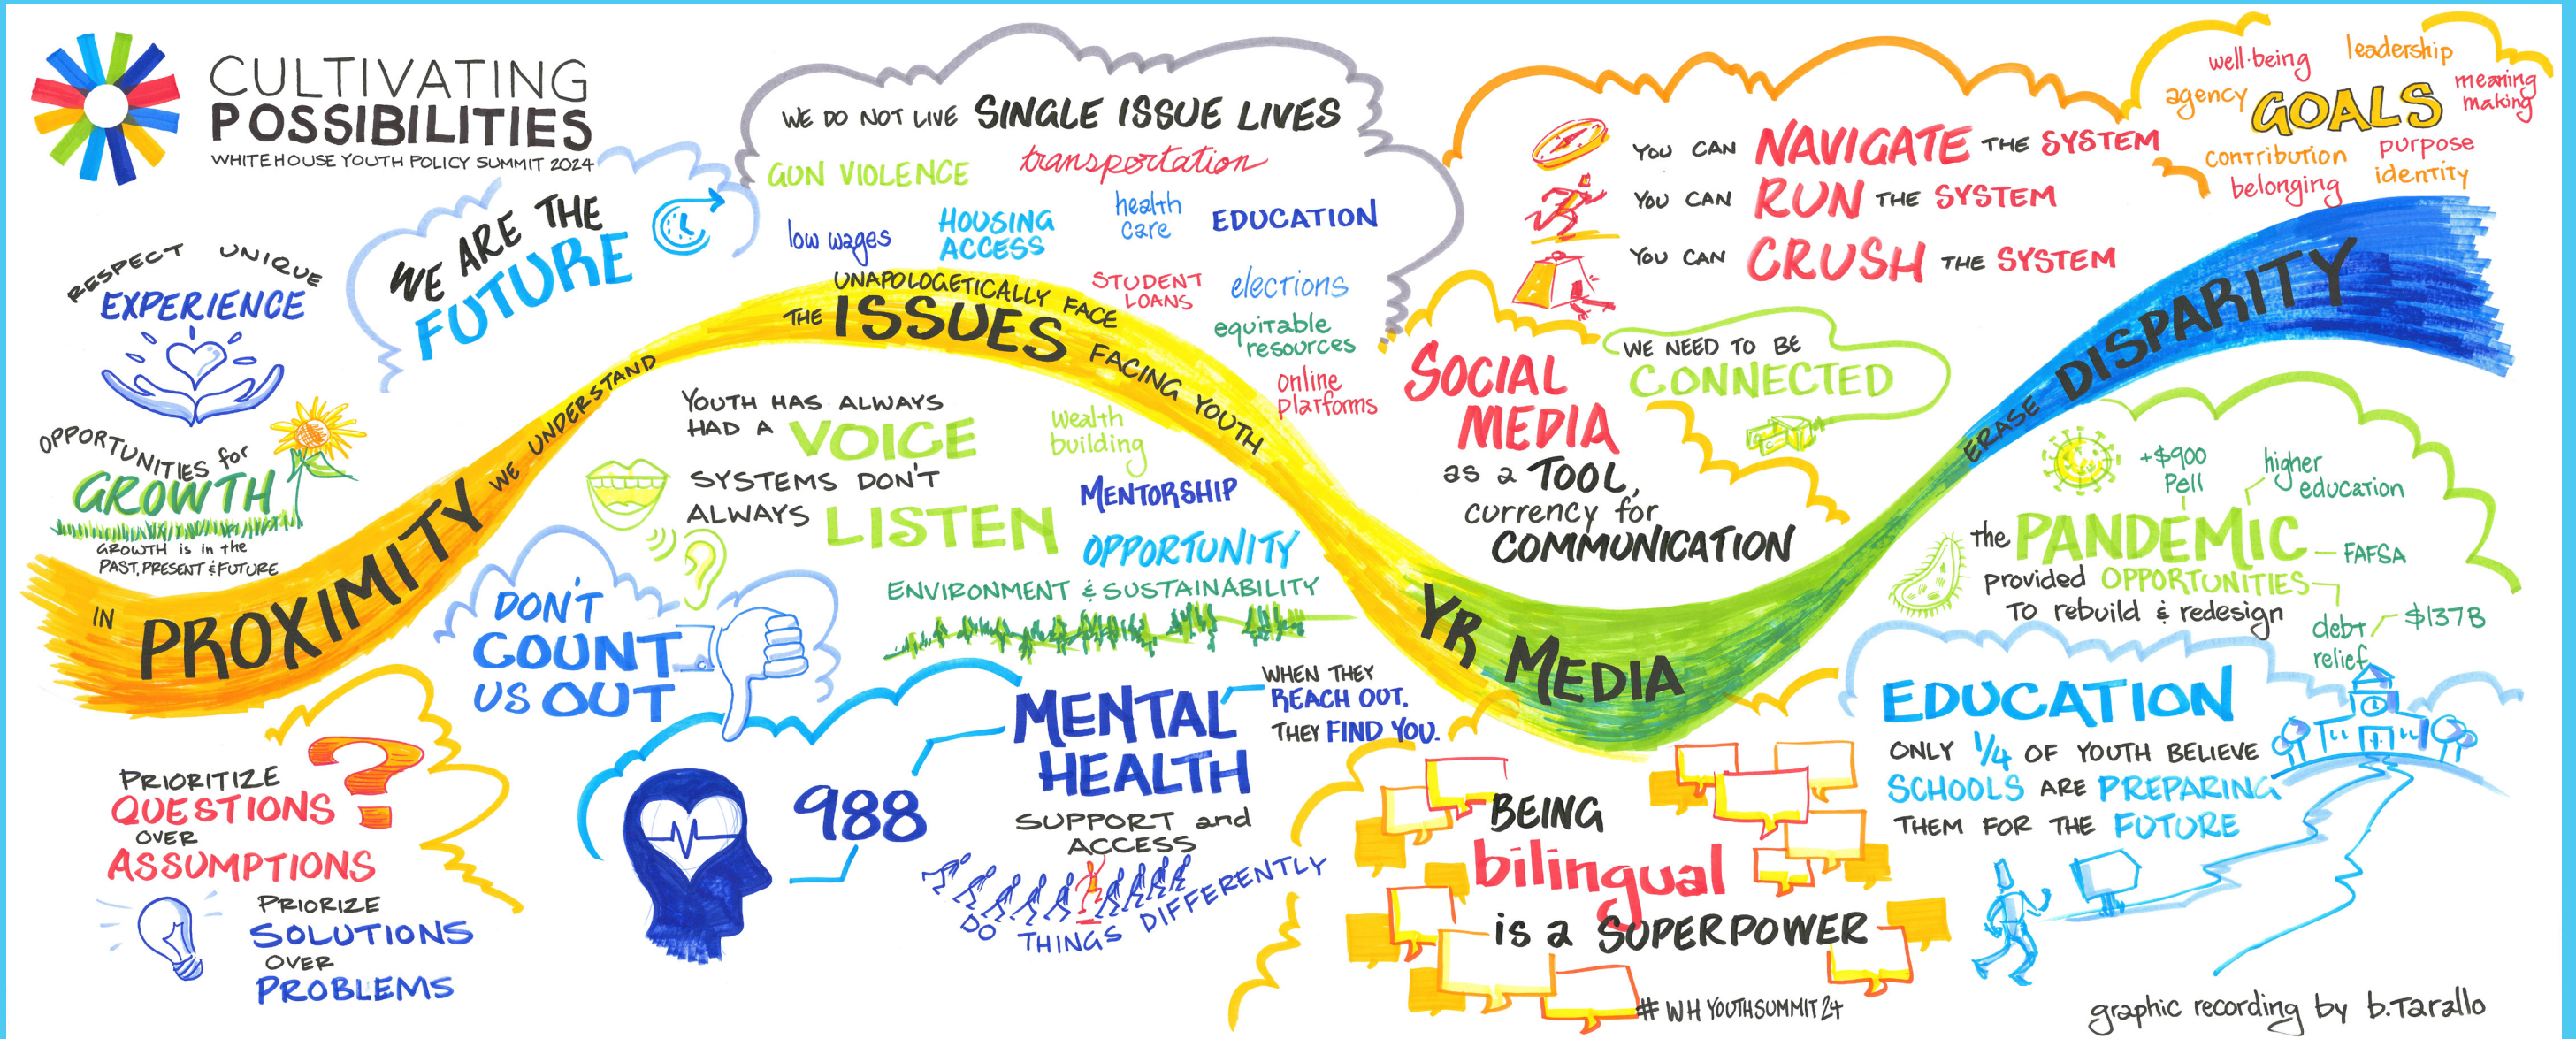 CULTIVATING
POSSIBILITIES
WHITEHOUSE YOUTH POLICY SUMMIT 2024
RESPECT UNIQUE
EXPERIENCE
OPPORTUNITIES for
GROWTH
GROWTH is in the
PAST, PRESENT & FUTURE
WE ARE THE
FUTURE
IN PROXIMITY WE UNDERSTAND
UNAPOLOGETICALLY FACE
THE ISSUES FACING YOUTH
YR MEDIA
ERASE DISPARITY
PRIORITIZE
QUESTIONS
OVER
ASSUMPTIONS
PRIORIZE
SOLUTIONS
OVER
PROBLEMS
DON'T
COUNT
US OUT
YOUTH HAS ALWAYS
HAD A VOICE
SYSTEMS DON'T
ALWAYS LISTEN
WE DO NOT LIVE SINGLE ISSUE LIVES
GUN VIOLENCE
transportation
low wages
HOUSING
ACCESS
health
care
EDUCATION
STUDENT
LOANS
elections
equitable
resources
online
platforms
wealth
building
MENTORSHIP
OPPORTUNITY
ENVIRONMENT & SUSTAINABILITY
988
MENTAL
HEALTH
SUPPORT and
ACCESS
WHEN THEY
REACH OUT.
THEY FIND YOU.
DO THINGS DIFFERENTLY
YOU CAN NAVIGATE THE SYSTEM
YOU CAN RUN THE SYSTEM
YOU CAN CRUSH THE SYSTEM
SOCIAL
MEDIA
as a TOOL,
currency for
COMMUNICATION
WE NEED TO BE
CONNECTED
BEING
bilingual
is a SUPERPOWER
#WHYOUTHSUMMIT24
well-being
leadership
agency
GOALS
meaning
making
contribution
purpose
belonging
identity
+$900
Pell
higher
education
the PANDEMIC
FAFSA
provided OPPORTUNITIES
TO rebuild & redesign
debt
relief
$137B
EDUCATION
ONLY 1/4 OF YOUTH BELIEVE
SCHOOLS ARE PREPARING
THEM FOR THE FUTURE
graphic recording by b.Tarallo